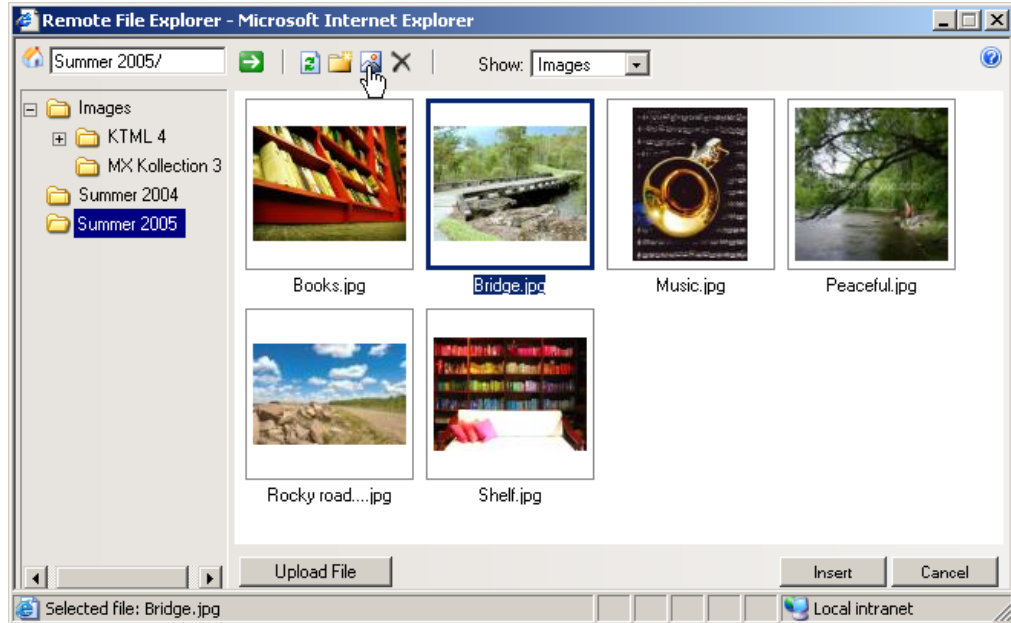 Remote File Explorer - Microsoft Internet Explorer
Summer 2005/
Show: Images
Images
KTML 4
MX Kollection 3
Summer 2004
Summer 2005
Books.jpg
Bridge.jpg
Music.jpg
Peaceful.jpg
Rocky road....jpg
Shelf.jpg
Upload File
Insert
Cancel
Selected file: Bridge.jpg
Local intranet